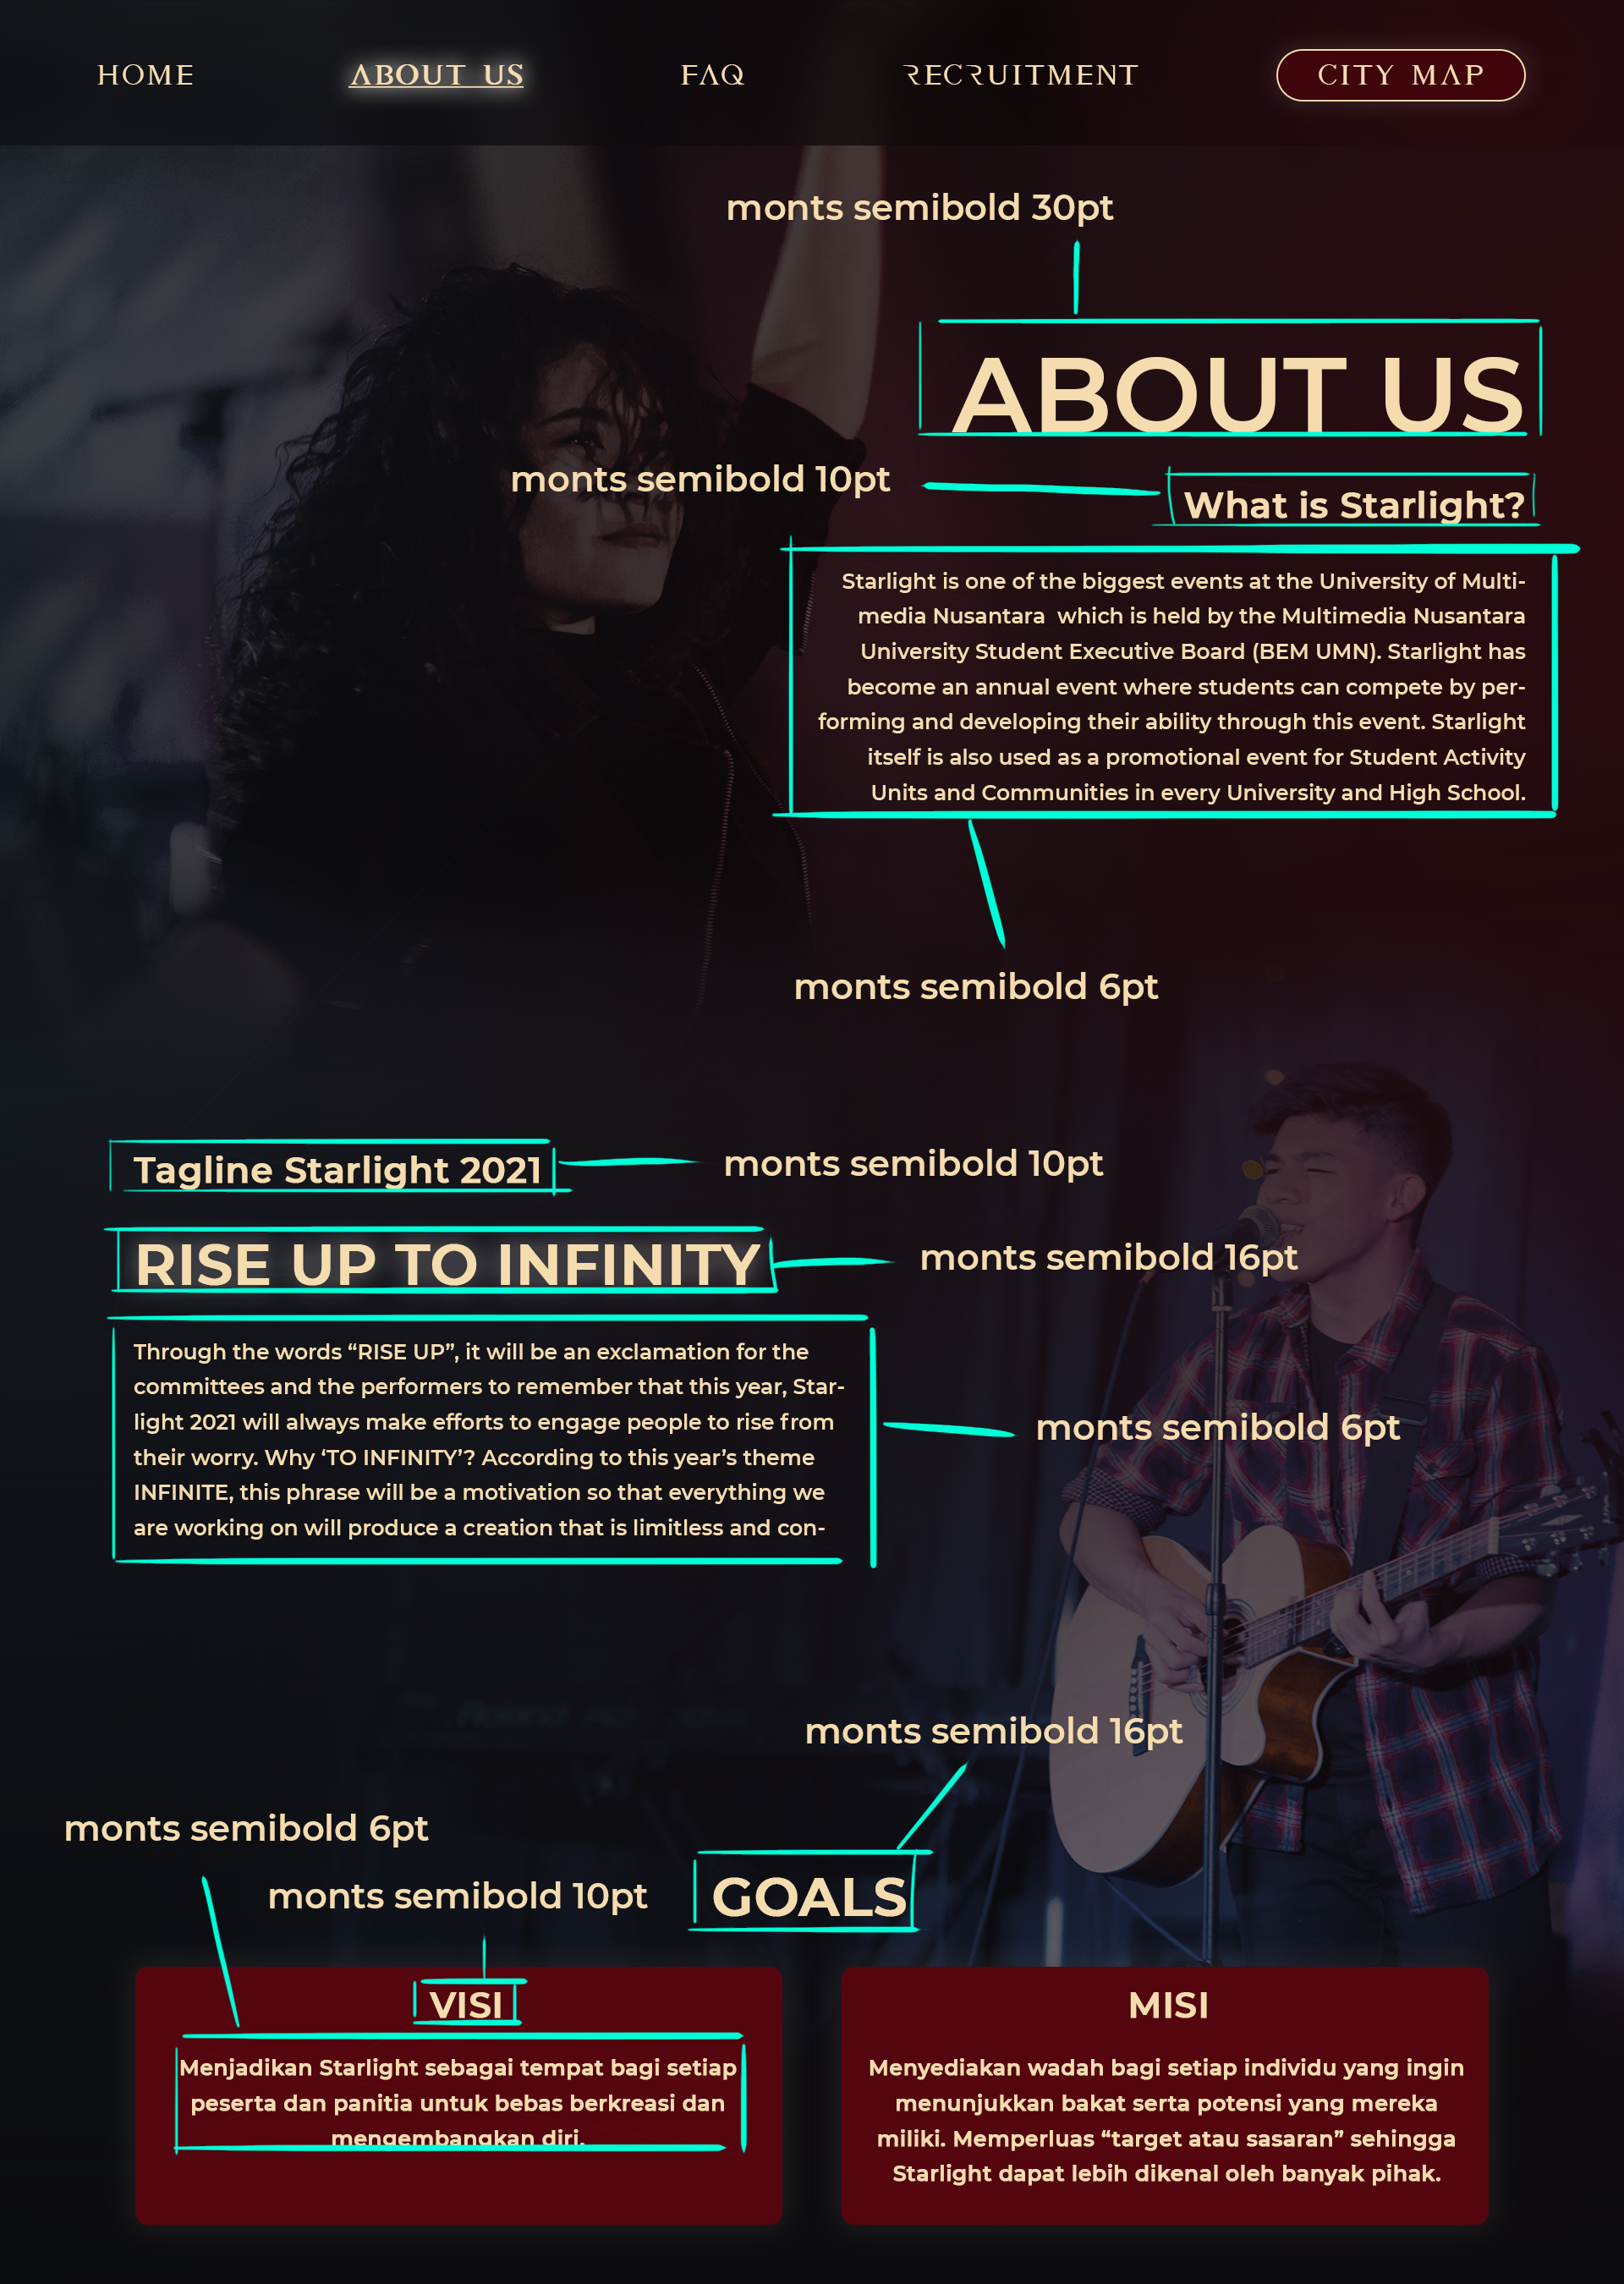 HOME
ABOUT US
FAQ
RECRUITMENT
CITY MAP
monts semibold 30pt
ABOUT US
monts semibold 10pt
What is Starlight?
Starlight is one of the biggest events at the University of Multi-
media Nusantara  which is held by the Multimedia Nusantara
University Student Executive Board (BEM UMN). Starlight has
become an annual event where students can compete by per-
forming and developing their ability through this event. Starlight
itself is also used as a promotional event for Student Activity
Units and Communities in every University and High School.
monts semibold 6pt
Tagline Starlight 2021
monts semibold 10pt
RISE UP TO INFINITY
monts semibold 16pt
Through the words “RISE UP”, it will be an exclamation for the
committees and the performers to remember that this year, Star-
light 2021 will always make efforts to engage people to rise from
their worry. Why ‘TO INFINITY’? According to this year’s theme
INFINITE, this phrase will be a motivation so that everything we
are working on will produce a creation that is limitless and con-
monts semibold 6pt
Roland
monts semibold 16pt
monts semibold 6pt
monts semibold 10pt
GOALS
VISI
Menjadikan Starlight sebagai tempat bagi setiap
peserta dan panitia untuk bebas berkreasi dan
mengembangkan diri.
MISI
Menyediakan wadah bagi setiap individu yang ingin
menunjukkan bakat serta potensi yang mereka
miliki. Memperluas “target atau sasaran” sehingga
Starlight dapat lebih dikenal oleh banyak pihak.